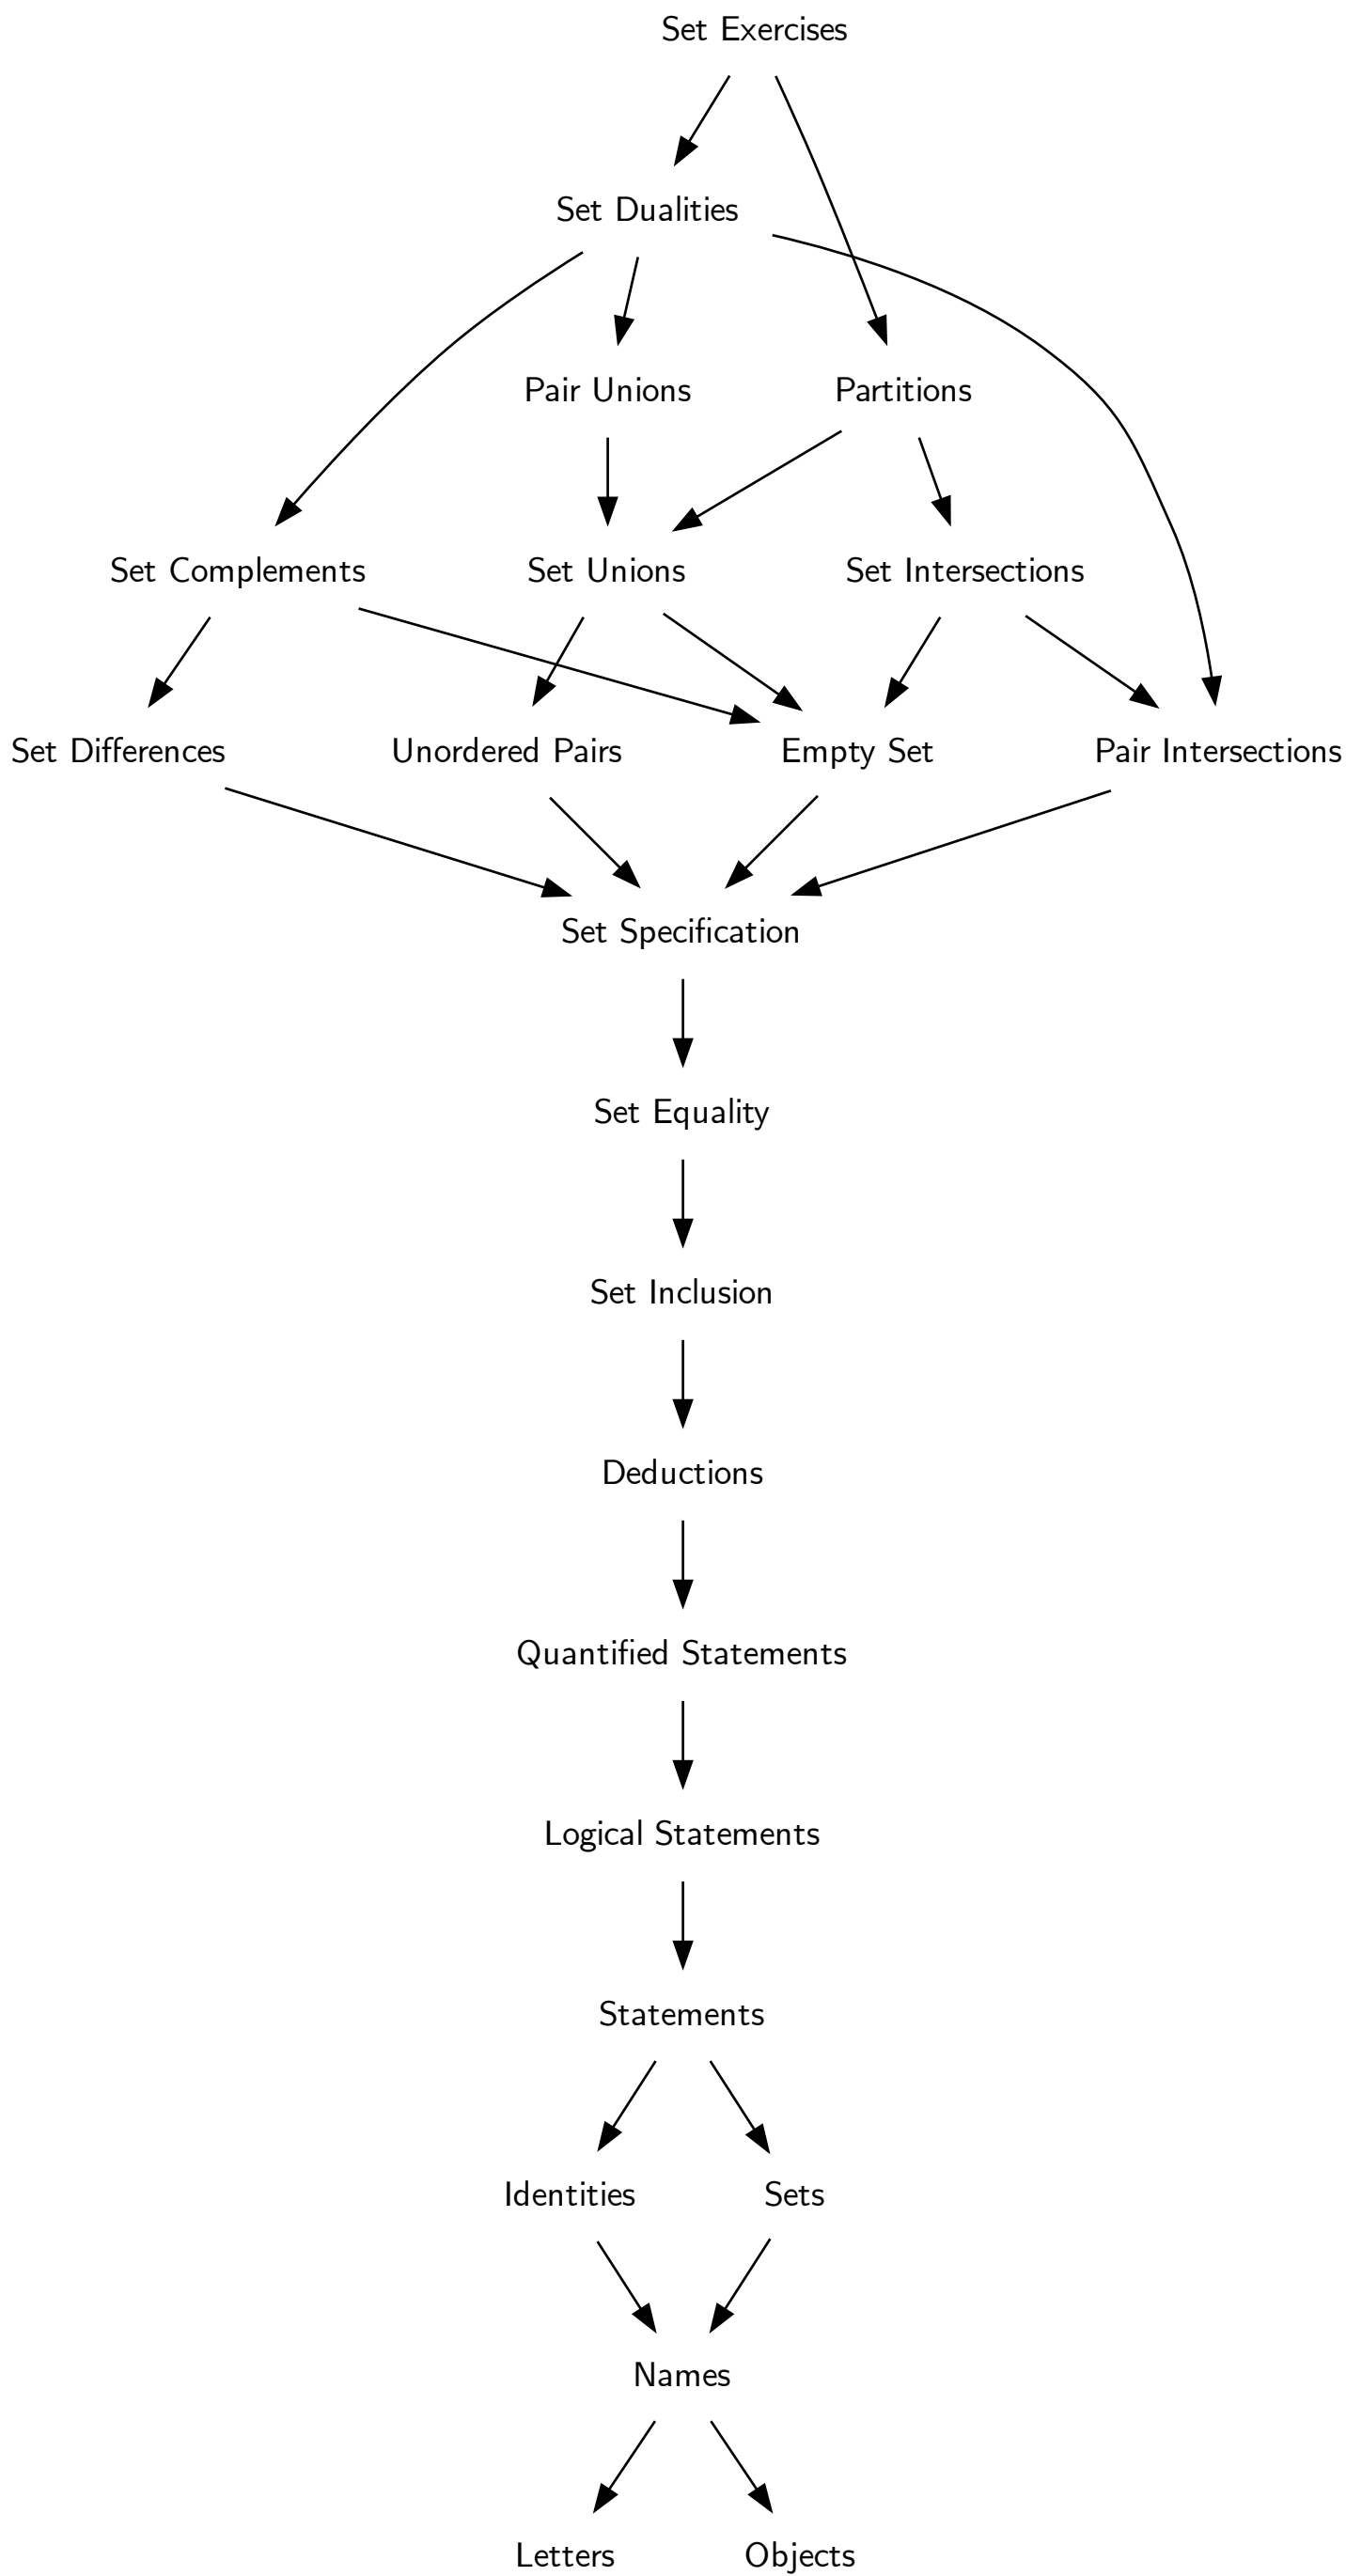 Set Exercises
Set Dualities
Pair Unions
Partitions
Set Complements
Set Unions
Set Intersections
Set Differences
Unordered Pairs
Empty Set
Pair Intersections
Set Specification
Set Equality
Set Inclusion
Deductions
Quantified Statements
Logical Statements
Statements
Identities
Sets
Names
Letters
Objects